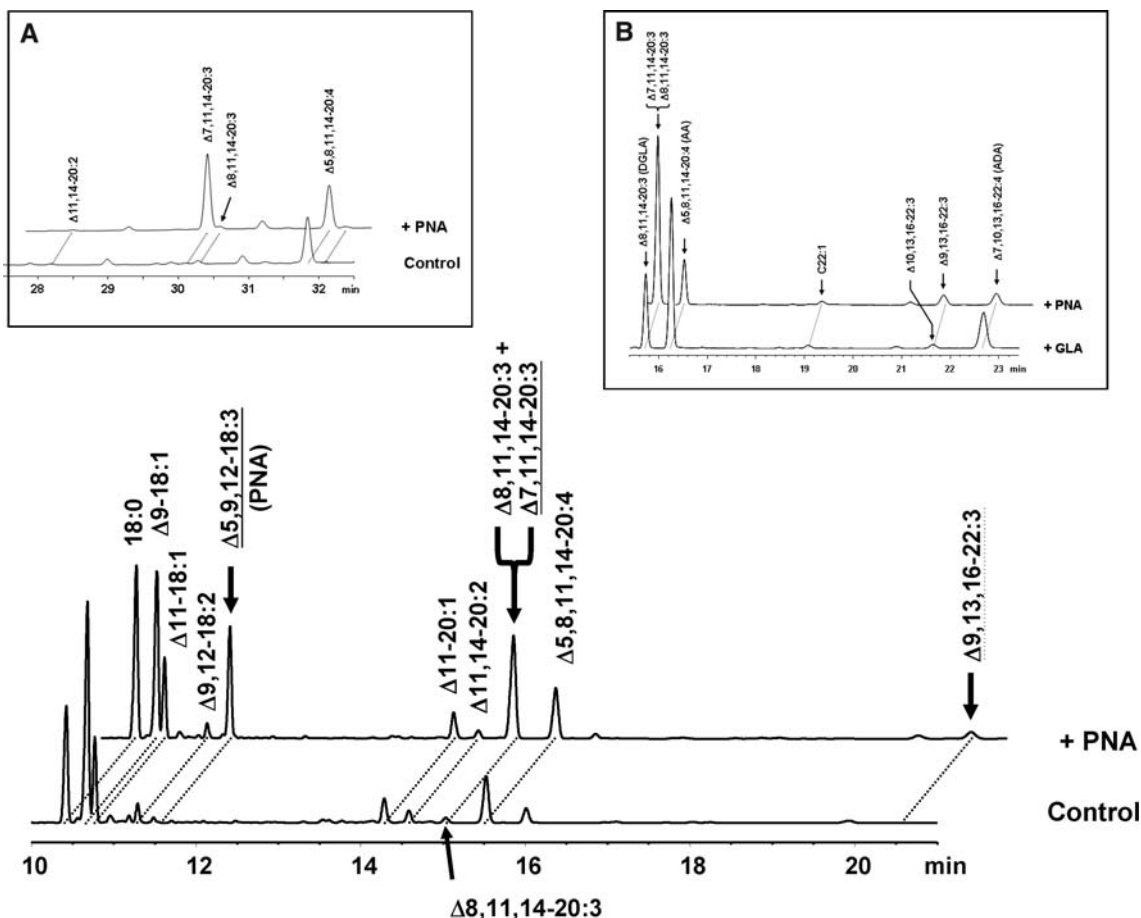 A
Δ11,14-20:2
Δ7,11,14-20:3
Δ8,11,14-20:3
Δ5,8,11,14-20:4
+ PNA
Control
28 29 30 31 32 min
B
Δ8,11,14-20:3 (DGLA)
Δ7,11,14-20:3
Δ8,11,14-20:3
Δ5,8,11,14-20:4 (AA)
C22:1
Δ10,13,16-22:3
Δ9,13,16-22:3
Δ7,10,13,16-22:4 (ADA)
+ PNA
+ GLA
16 17 18 19 20 21 22 23 min
18:0
Δ9-18:1
Δ11-18:1
Δ9,12-18:2
Δ5,9,12-18:3
(PNA)
Δ11-20:1
Δ11,14-20:2
Δ8,11,14-20:3 +
Δ7,11,14-20:3
Δ5,8,11,14-20:4
Δ9,13,16-22:3
+ PNA
Control
10 12 14 16 18 20 min
Δ8,11,14-20:3